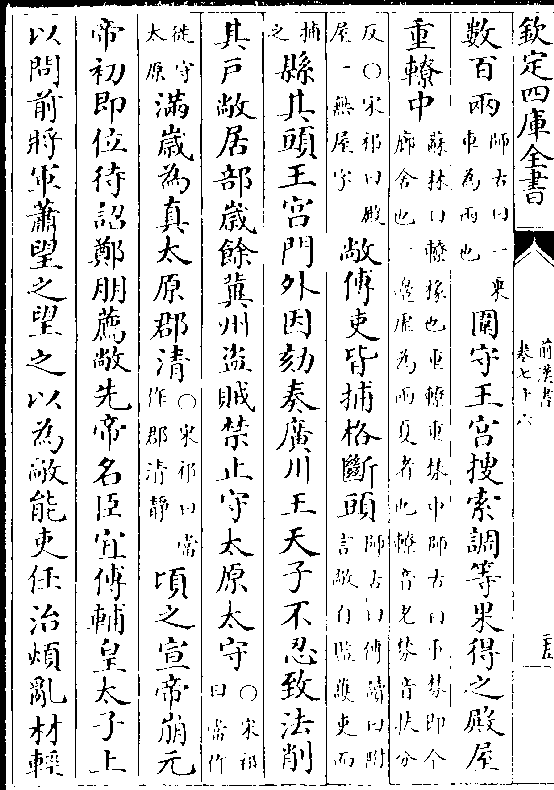 欽定四庫全書
前漢書
卷七十六
數百兩師古曰一乘車為兩也圍守王宮搜索調等果得之殿屋
重轑中蘇林曰轑椽也重轑重棼中師古曰重棼即今廊舍也一邊虛為兩夏者也轑音老棼音扶分
反○宋祁曰殿屋一無屋字敞傅吏皆捕格斷頭師古曰傅讀曰附言敞自監護吏而
捕之縣其頭王宮門外因劾奏廣川王天子不忍致法削
其戶敞居部歲餘冀州盜賊禁止守太原太守○宋祁曰當作
徙守太原滿歲為真太原郡清○宋祁曰當作郡清靜頃之宣帝崩元
帝初即位待詔鄭朋薦敞先帝名臣宜傅輔皇太子上
以問前將軍蕭望之望之以為敞能吏任治煩亂材輕